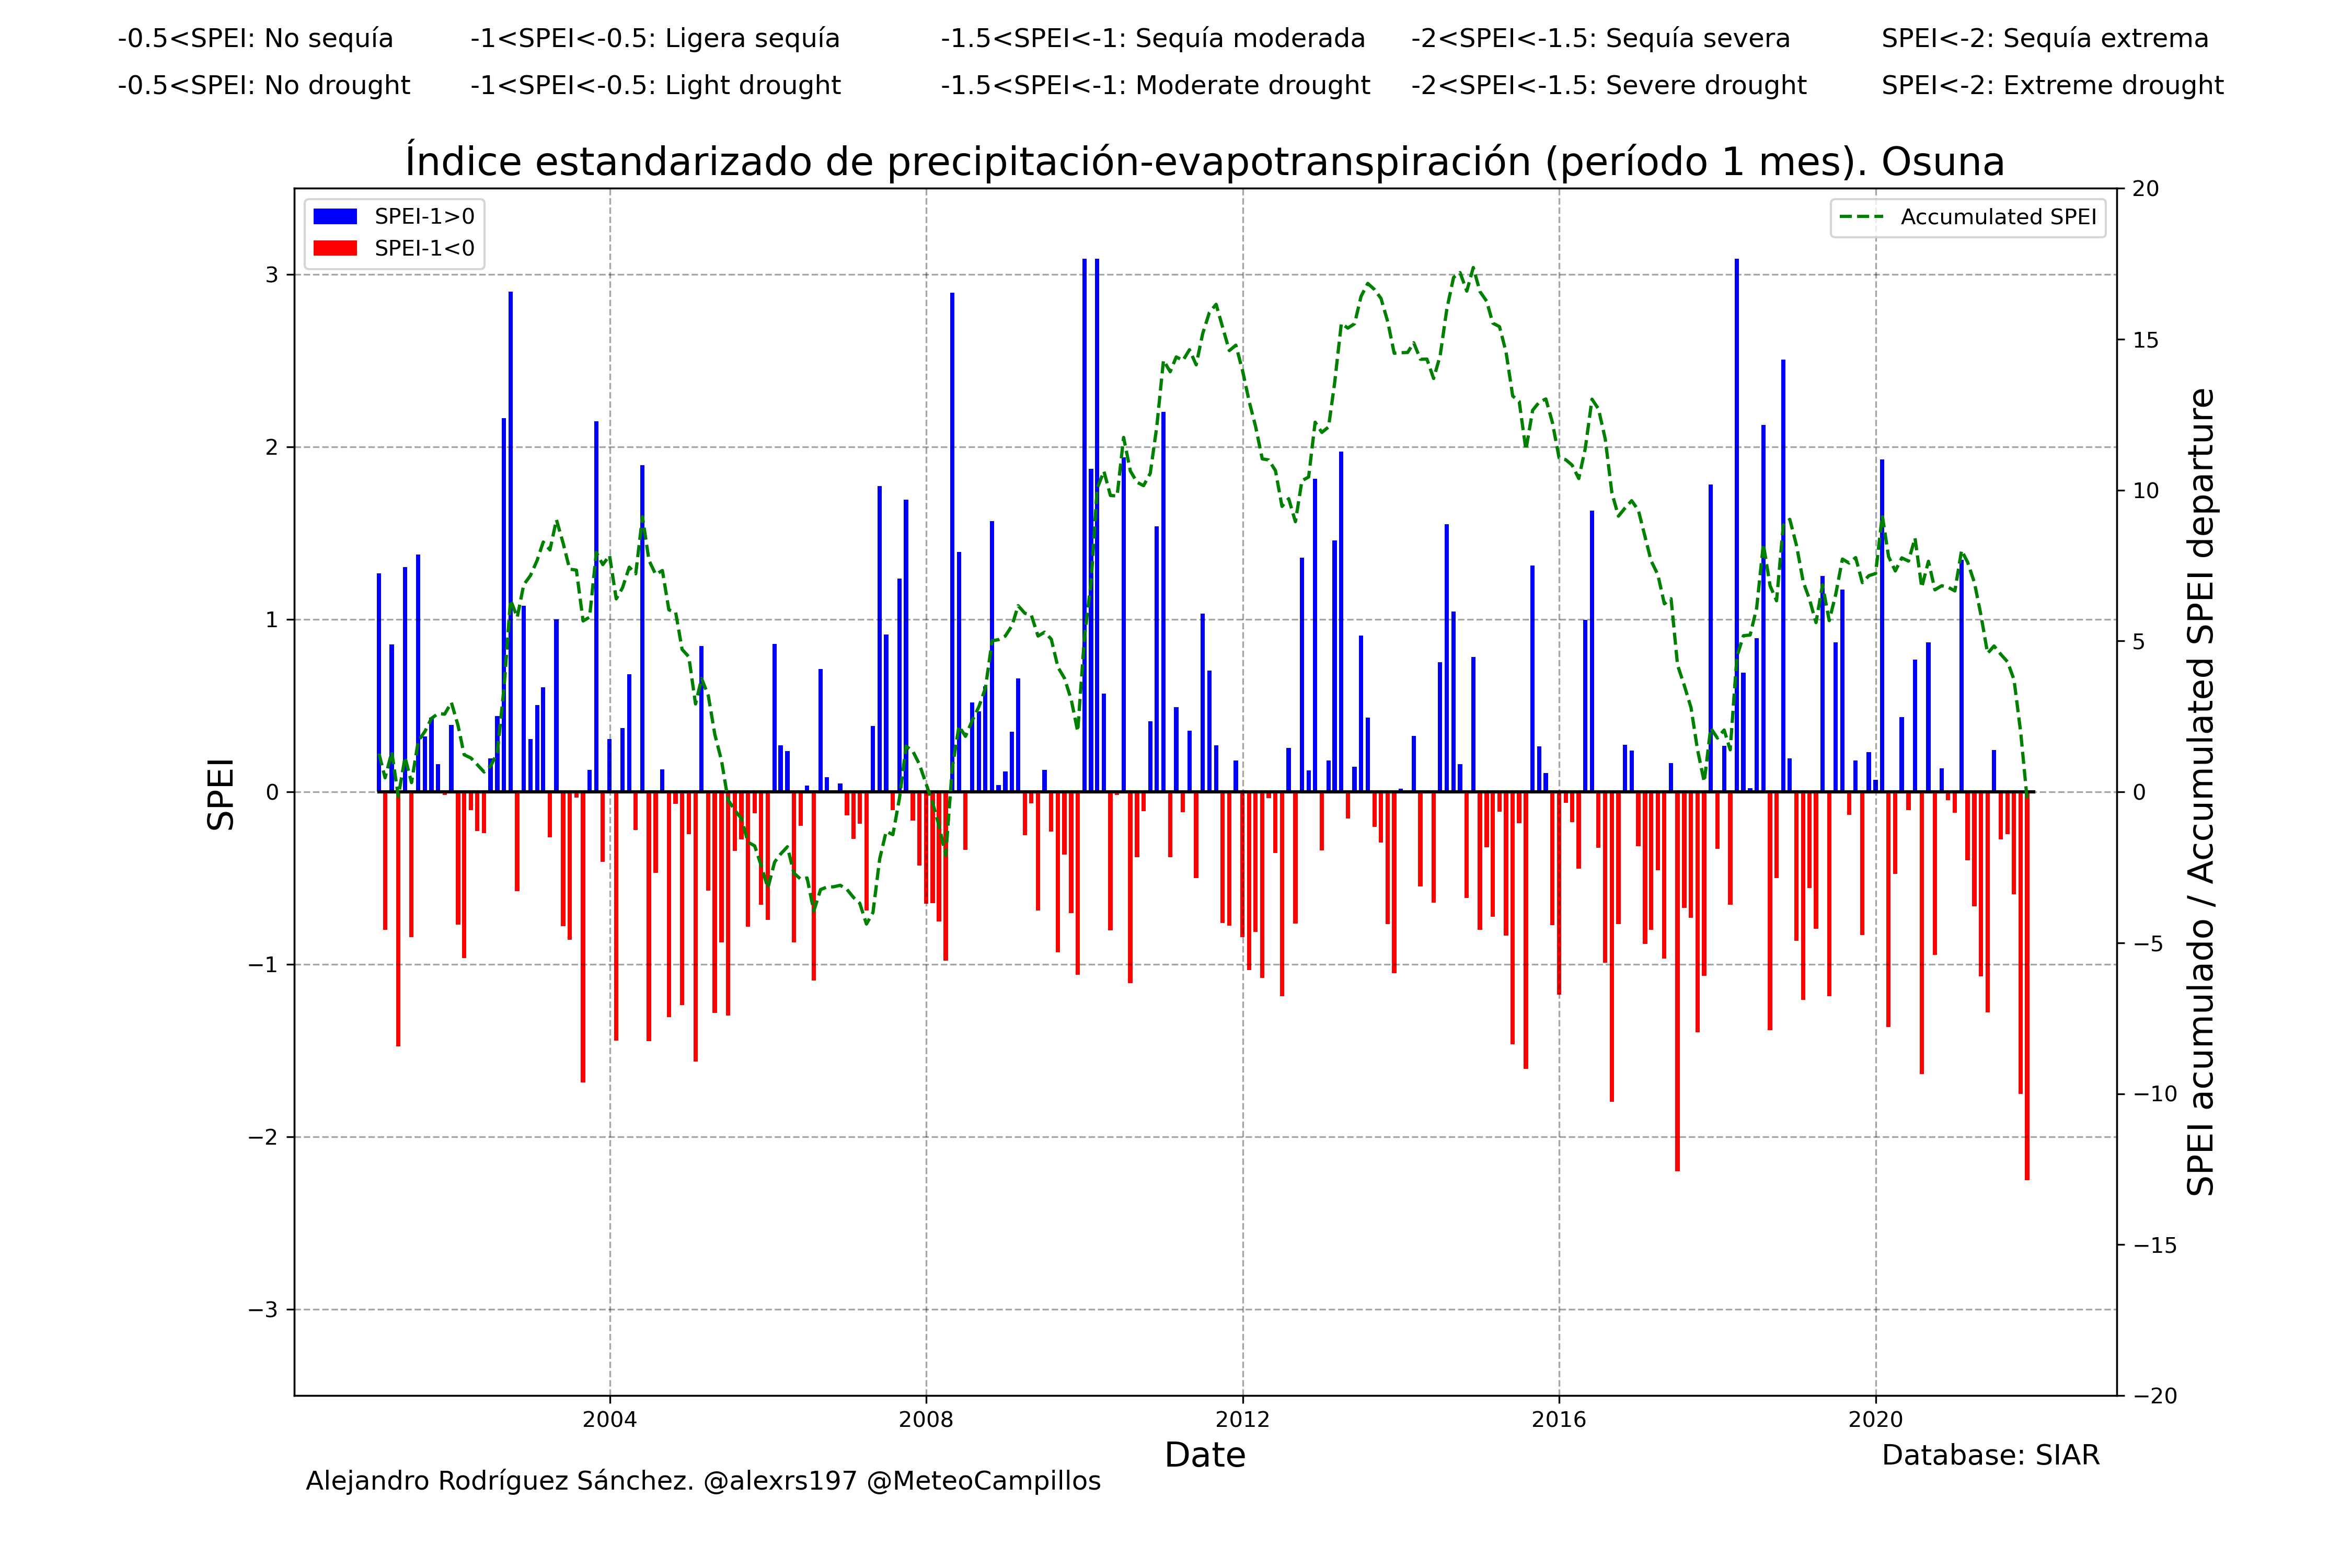 -0.5<SPEI: No sequía -1<SPEI<-0.5: Ligera sequía -1.5<SPEI<-1: Sequía moderada -2<SPEI<-1.5: Sequía severa SPEI<-2: Sequía extrema
-0.5<SPEI: No drought -1<SPEI<-0.5: Light drought -1.5<SPEI<-1: Moderate drought -2<SPEI<-1.5: Severe drought SPEI<-2: Extreme drought
Índice estandarizado de precipitación-evapotranspiración (período 1 mes). Osuna
SPEI-1>0
SPEI-1<0
Accumulated SPEI
SPEI
3
2
1
0
−1
−2
−3
20
15
10
5
0
−5
−10
−15
−20
SPEI acumulado / Accumulated SPEI departure
2004 2008 2012 2016 2020
Date
Database: SIAR
Alejandro Rodríguez Sánchez. @alexrs197 @MeteoCampillos